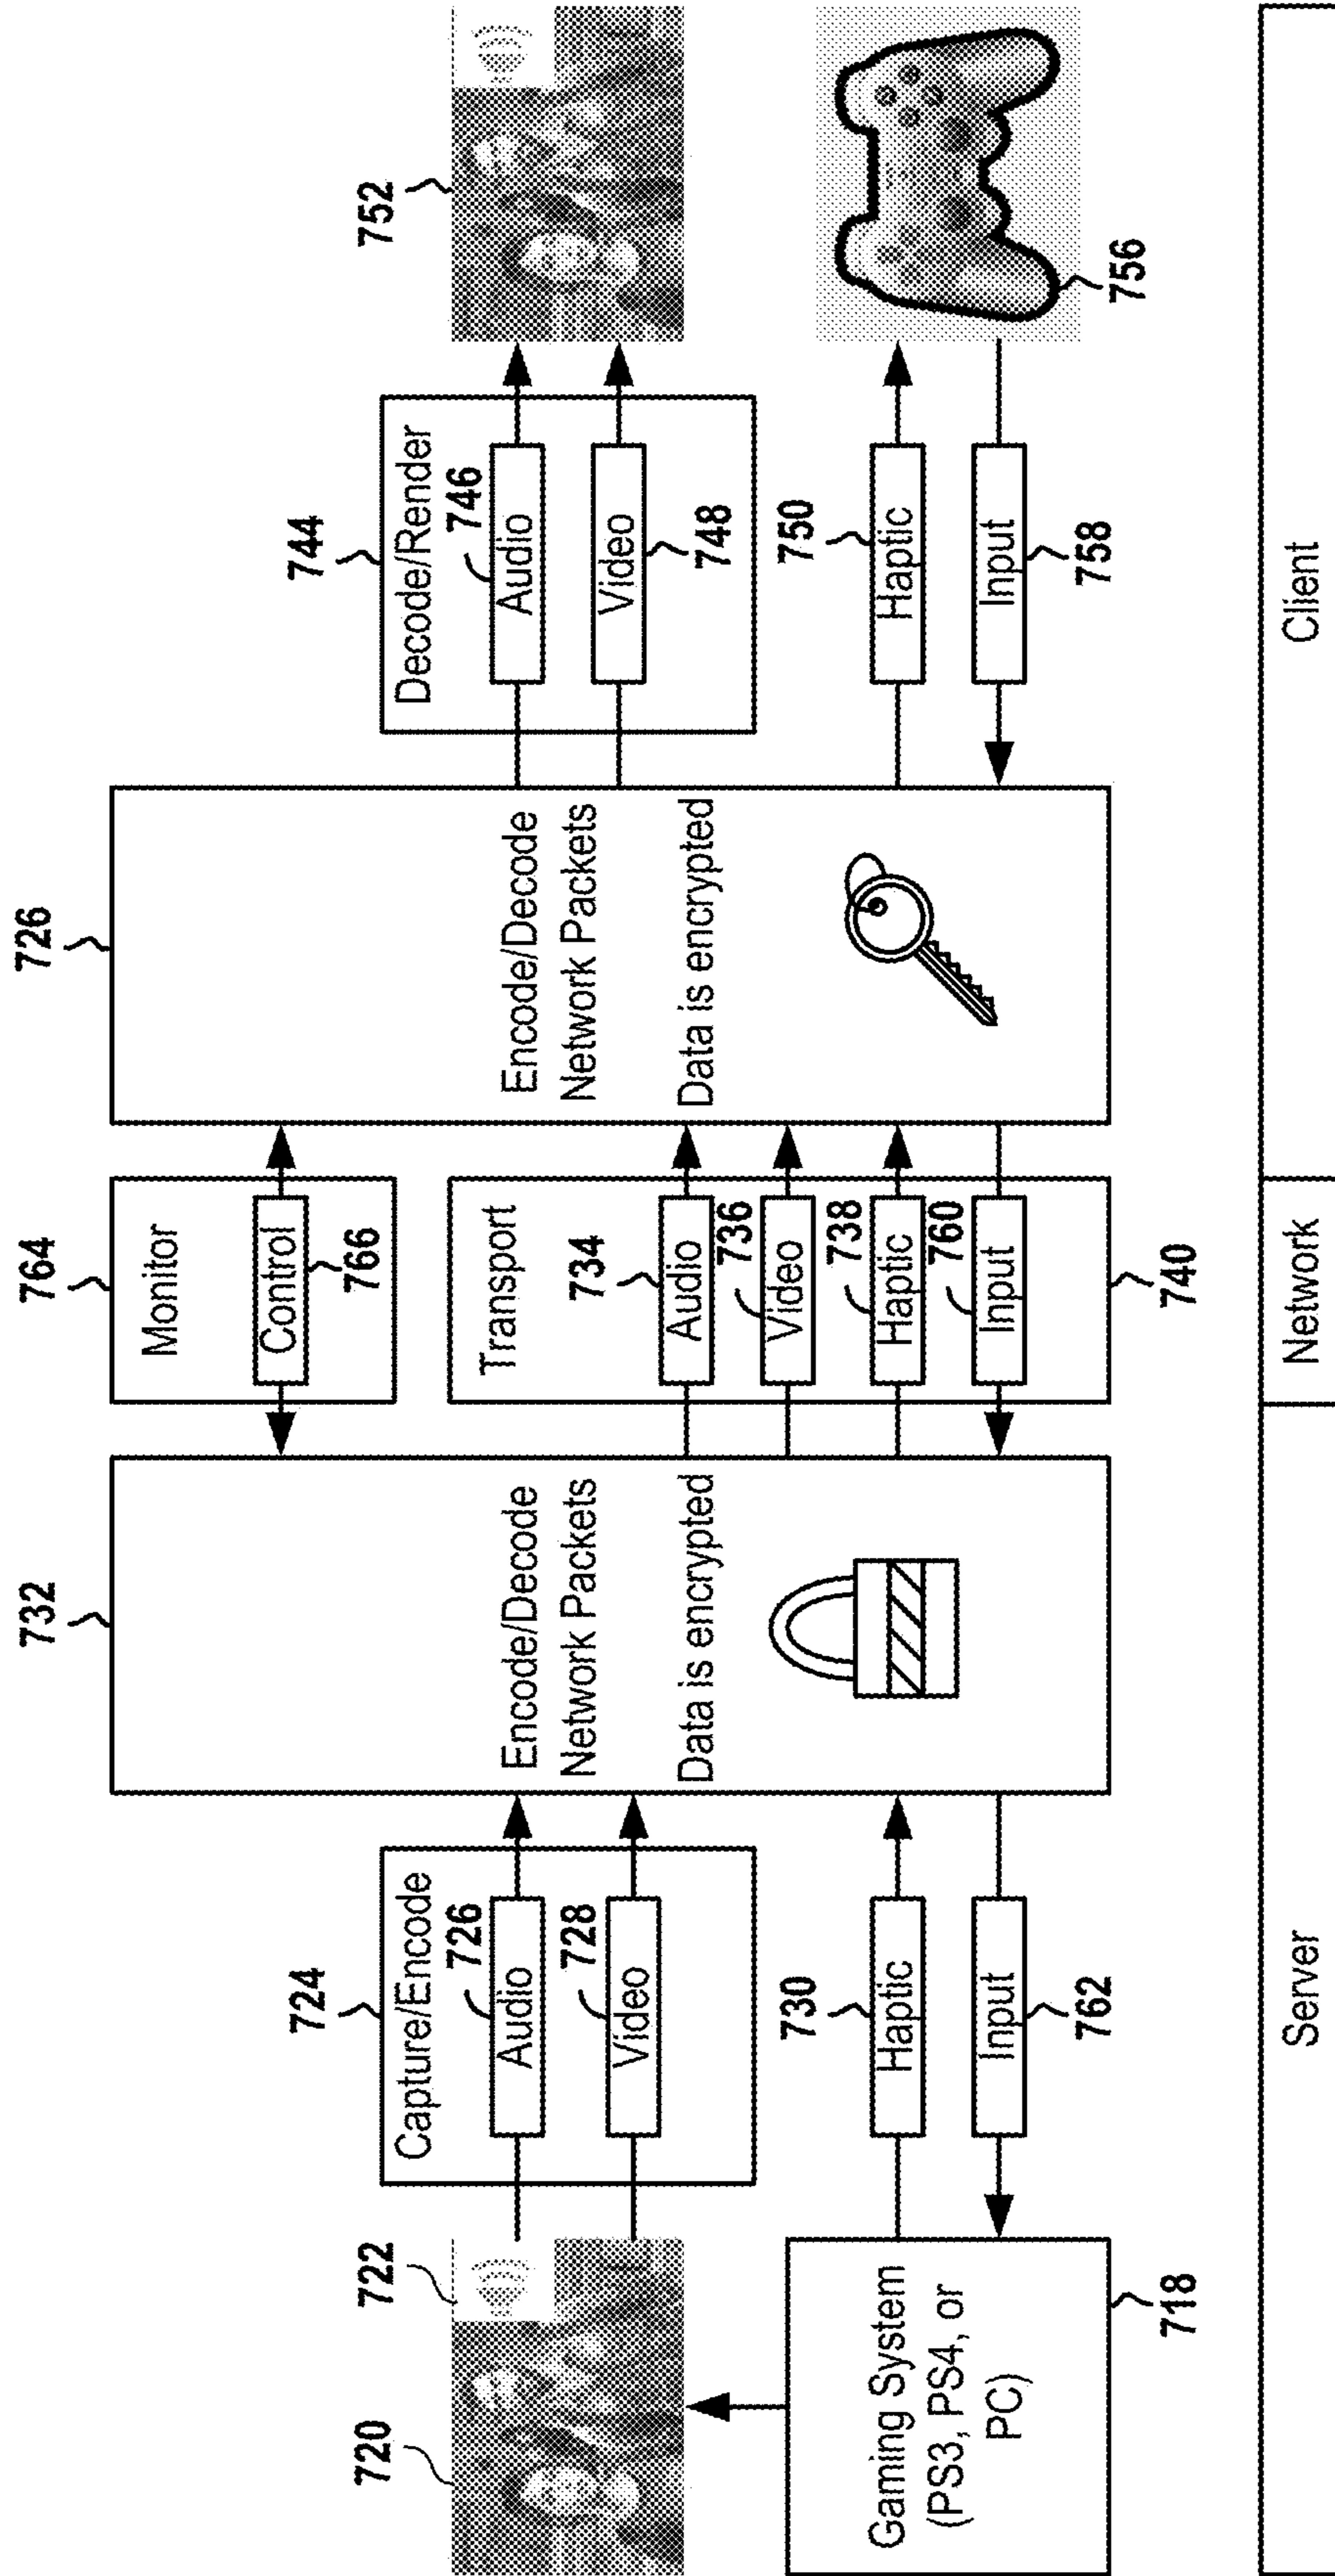 732
726
764
Monitor
Control
766
724
Capture/Encode
726
Audio
728
Video
720
722
Encode/Decode
Network Packets
Data is encrypted
Transport
734
Audio
736
Video
738
Haptic
760
Input
740
Encode/Decode
Network Packets
Data is encrypted
744
Decode/Render
746
Audio
Video
748
752
Gaming System
(PS3, PS4, or
PC)
718
730
Haptic
Input
762
750
Haptic
Input
758
756
Server
Network
Client